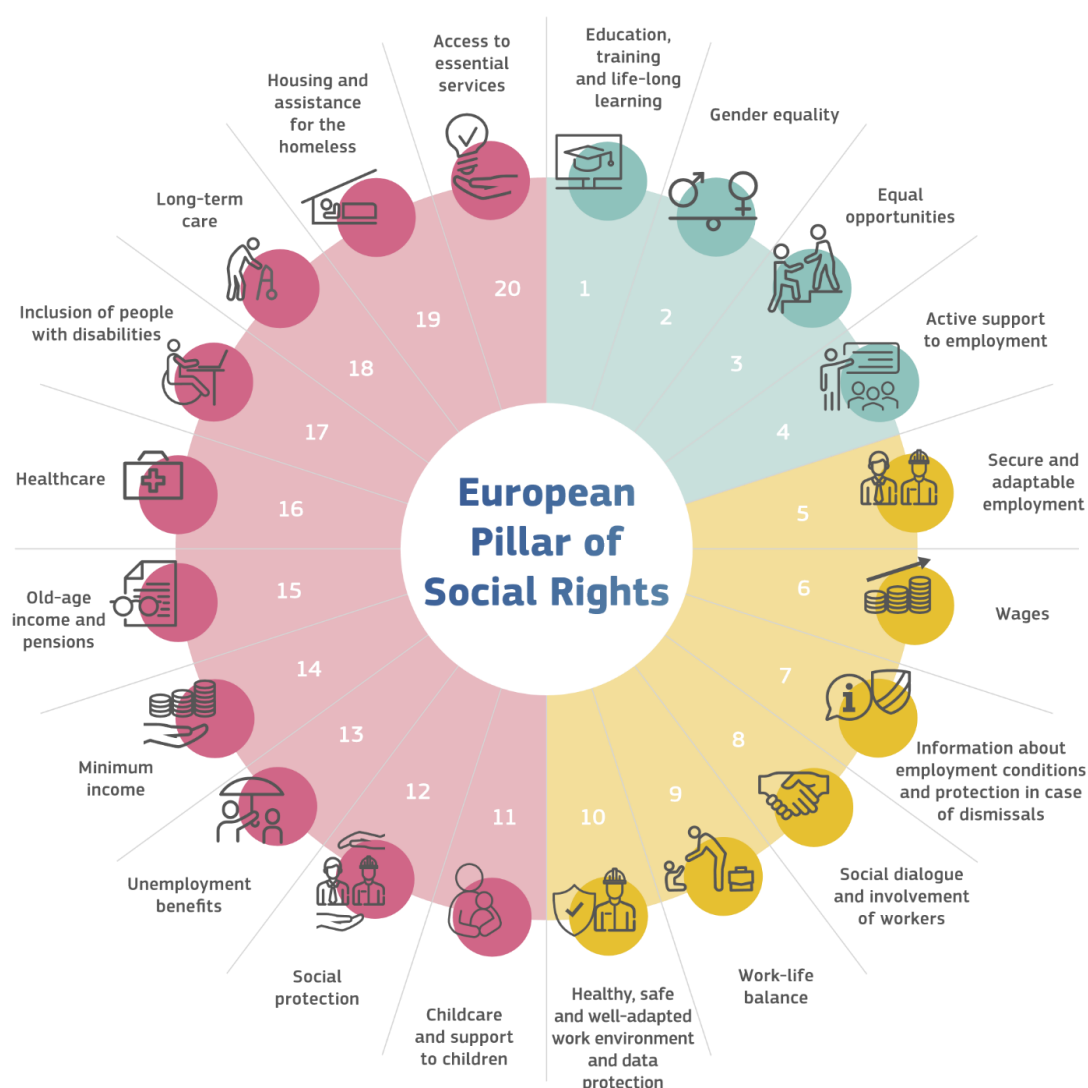 European
Pillar of
Social Rights
1
Education,
training
and life-long
learning
2
Gender equality
3
Equal
opportunities
4
Active support
to employment
5
Secure and
adaptable
employment
6
Wages
7
Information about
employment conditions
and protection in case
of dismissals
8
Social dialogue
and involvement
of workers
9
Work-life
balance
10
Healthy, safe
and well-adapted
work environment
and data
protection
11
Childcare
and support
to children
12
Social
protection
13
Unemployment
benefits
14
Minimum
income
15
Old-age
income and
pensions
16
Healthcare
17
Inclusion of people
with disabilities
18
Long-term
care
19
Housing and
assistance
for the
homeless
20
Access to
essential
services